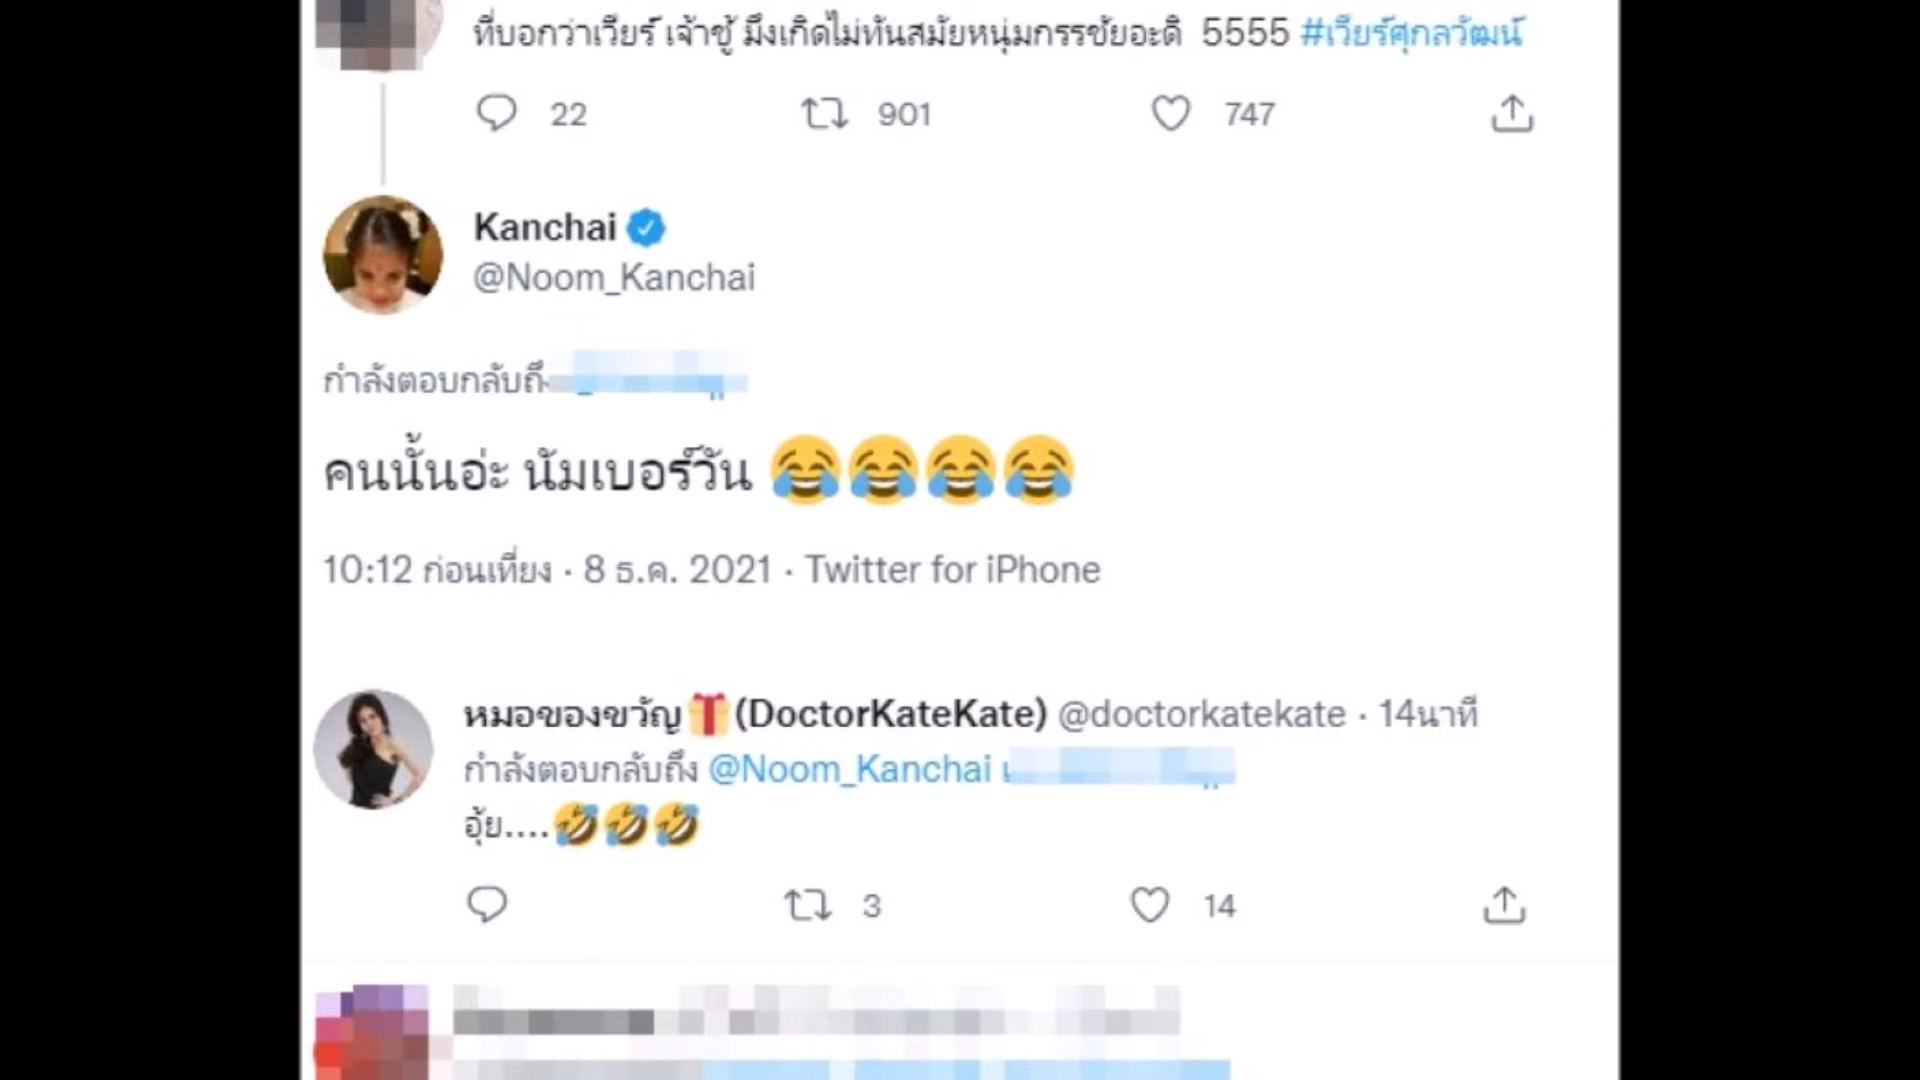 ที่บอกว่าเวียร์ เจ้าชู้ มึงเกิดไม่ทันสมัยหนุ่มกรรชัยอะดิ 5555 #เวียร์ศุกลวัฒน์
22 901 747
Kanchai
@Noom_Kanchai
กำลังตอบกลับถึง
คนนั้นอ่ะ นัมเบอร์วัน 😂😂😂😂
10:12 ก่อนเที่ยง · 8 ธ.ค. 2021 · Twitter for iPhone
หมอของขวัญ🎁(DoctorKateKate) @doctorkatekate · 14นาที
กำลังตอบกลับถึง @Noom_Kanchai
อุ้ย....🤣🤣🤣
3 14